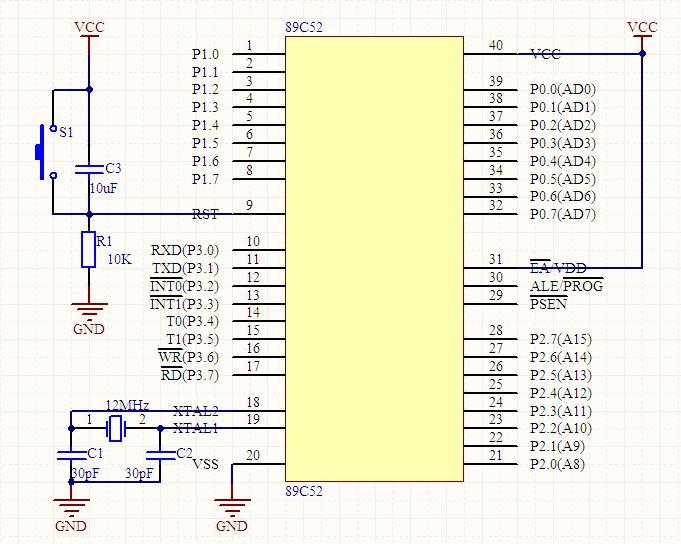 VCC
89C52
VCC
P1.0 1
40 VCC
P1.1 2
P1.2 3
39 P0.0(AD0)
P1.3 4
38 P0.1(AD1)
P1.4 5
37 P0.2(AD2)
S1
P1.5 6
36 P0.3(AD3)
P1.6 7
35 P0.4(AD4)
C3
P1.7 8
34 P0.5(AD5)
10uF
33 P0.6(AD6)
RST 9
32 P0.7(AD7)
R1
10K
RXD(P3.0) 10
TXD(P3.1) 11
31 EA/VDD
INT0(P3.2) 12
30 ALE/PROG
INT1(P3.3) 13
29 PSEN
GND
T0(P3.4) 14
T1(P3.5) 15
28 P2.7(A15)
WR(P3.6) 16
27 P2.6(A14)
RD(P3.7) 17
26 P2.5(A13)
25 P2.4(A12)
12MHz
XTAL2 18
24 P2.3(A11)
1 2
XTAL1 19
23 P2.2(A10)
22 P2.1(A9)
C1
C2
VSS 20
21 P2.0(A8)
30pF
30pF
89C52
GND
GND